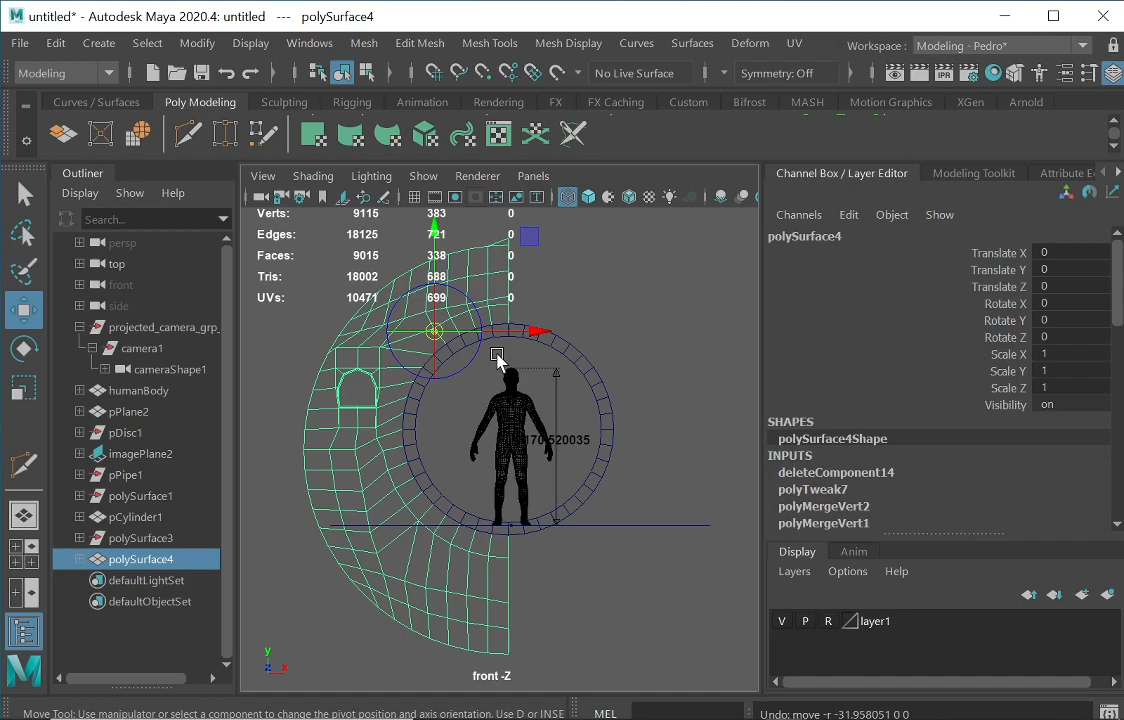 untitled* - Autodesk Maya 2020.4: untitled --- polySurface4
File Edit Create Select Modify Display Windows Mesh Edit Mesh Mesh Tools Mesh Display Curves Surfaces Deform UV Workspace : Modeling - Pedro*
Modeling No Live Surface Symmetry: Off
Curves / Surfaces Poly Modeling Sculpting Rigging Animation Rendering FX FX Caching Custom Bifrost MASH Motion Graphics XGen Arnold
Outliner
Display Show Help
Search...
persp
top
front
side
projected_camera_grp_
camera1
cameraShape1
humanBody
pPlane2
pDisc1
imagePlane2
pPipe1
polySurface1
pCylinder1
polySurface3
polySurface4
defaultLightSet
defaultObjectSet
View Shading Lighting Show Renderer Panels
Verts: 9115 383 0
Edges: 18125 721 0
Faces: 9015 338 0
Tris: 18002 688 0
UVs: 10471 699 0
170.520035
y
z x
front -Z
Channel Box / Layer Editor Modeling Toolkit Attribute E
Channels Edit Object Show
polySurface4
Translate X 0
Translate Y 0
Translate Z 0
Rotate X 0
Rotate Y 0
Rotate Z 0
Scale X 1
Scale Y 1
Scale Z 1
Visibility on
SHAPES
polySurface4Shape
INPUTS
deleteComponent14
polyTweak7
polyMergeVert2
polyMergeVert1
Display Anim
Layers Options Help
V P R layer1
Move Tool: Use manipulator or select a component to change the pivot position and axis orientation. Use D or INSE MEL Undo: move -r -31.958051 0 0